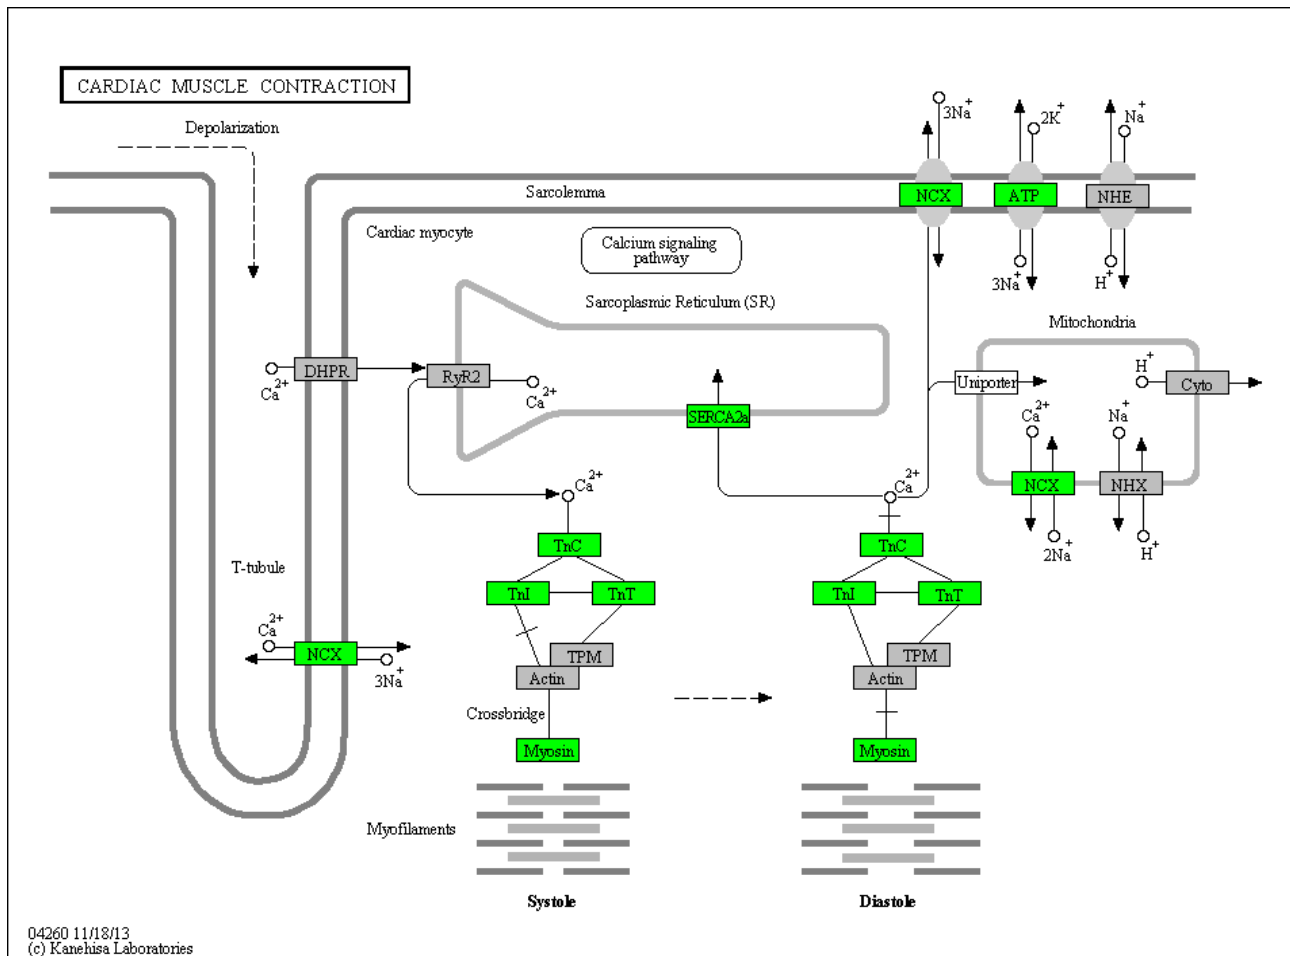 CARDIAC MUSCLE CONTRACTION
Depolarization
3Na+
2K+
Na+
Sarcolemma
NCX
ATP
NHE
Cardiac myocyte
Calcium signaling
pathway
3Na+
H+
Sarcoplasmic Reticulum (SR)
Mitochondria
DHPR
Ca2+
RyR2
Ca2+
Uniporter
H+
Cyto
SERCA2a
Ca2+
Na+
NCX
NHX
2Na+
H+
Ca2+
Ca2+
TnC
TnC
TnI
TnT
TnI
TnT
T-tubule
Ca2+
NCX
3Na+
TPM
Actin
TPM
Actin
Crossbridge
Myosin
Myosin
Myofilaments
Systole
Diastole
04260 11/18/13
(c) Kanehisa Laboratories